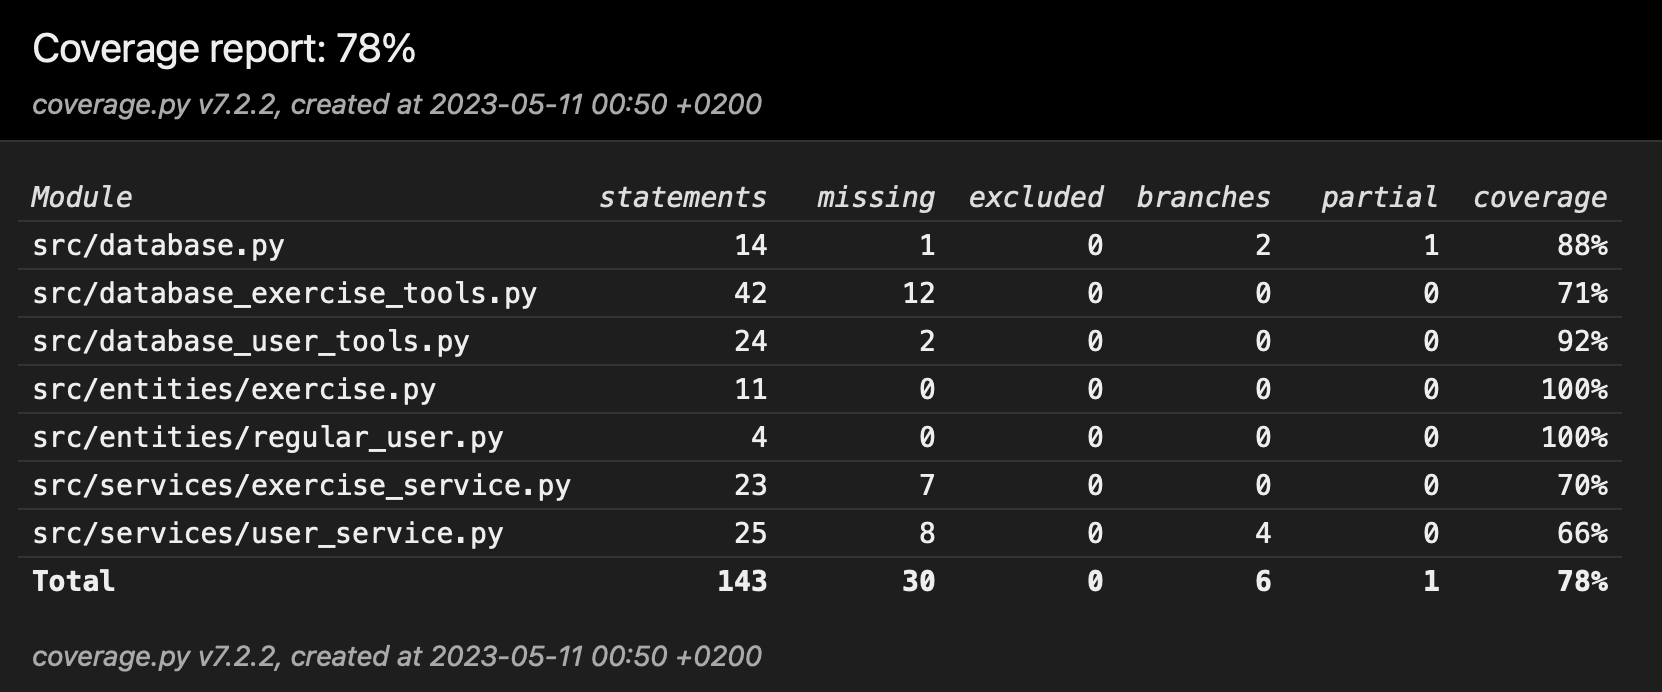 Coverage report: 78%
coverage.py v7.2.2, created at 2023-05-11 00:50 +0200
Module statements missing excluded branches partial coverage
src/database.py 14 1 0 2 1 88%
src/database_exercise_tools.py 42 12 0 0 0 71%
src/database_user_tools.py 24 2 0 0 0 92%
src/entities/exercise.py 11 0 0 0 0 100%
src/entities/regular_user.py 4 0 0 0 0 100%
src/services/exercise_service.py 23 7 0 0 0 70%
src/services/user_service.py 25 8 0 4 0 66%
Total 143 30 0 6 1 78%
coverage.py v7.2.2, created at 2023-05-11 00:50 +0200